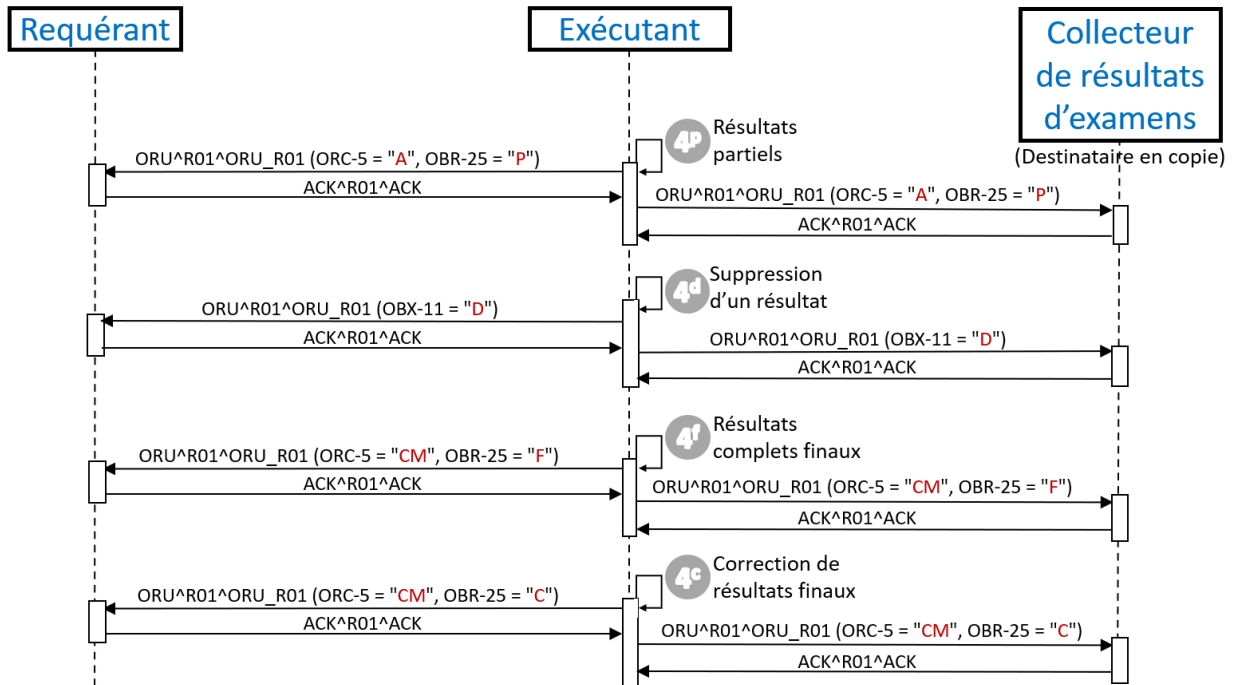 Requérant
Exécutant
Collecteur
de résultats
d'examens
(Destinataire en copie)
4p
Résultats
partiels
ORU^R01^ORU_R01 (ORC-5 = "A", OBR-25 = "P")
ACK^R01^ACK
ORU^R01^ORU_R01 (ORC-5 = "A", OBR-25 = "P")
ACK^R01^ACK
4d
Suppression
d'un résultat
ORU^R01^ORU_R01 (OBX-11 = "D")
ACK^R01^ACK
ORU^R01^ORU_R01 (OBX-11 = "D")
ACK^R01^ACK
4f
Résultats
complets finaux
ORU^R01^ORU_R01 (ORC-5 = "CM", OBR-25 = "F")
ACK^R01^ACK
ORU^R01^ORU_R01 (ORC-5 = "CM", OBR-25 = "F")
ACK^R01^ACK
4c
Correction de
résultats finaux
ORU^R01^ORU_R01 (ORC-5 = "CM", OBR-25 = "C")
ACK^R01^ACK
ORU^R01^ORU_R01 (ORC-5 = "CM", OBR-25 = "C")
ACK^R01^ACK